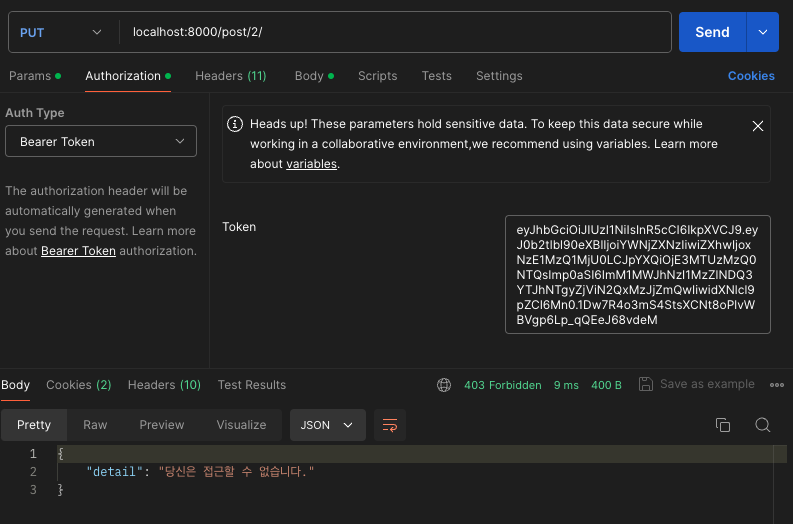 PUT
localhost:8000/post/2/
Send
Params
Authorization
Headers (11)
Body
Scripts
Tests
Settings
Cookies
Auth Type
Bearer Token
The authorization header will be
automatically generated when
you send the request. Learn more
about Bearer Token authorization.
Heads up! These parameters hold sensitive data. To keep this data secure while
working in a collaborative environment,we recommend using variables. Learn more
about variables.
Token
Body
Cookies (2)
Headers (10)
Test Results
403 Forbidden
9 ms
400 B
Save as example
Pretty
Raw
Preview
Visualize
JSON
1 {
2 "detail": "당신은 접근할 수 없습니다."
3 }